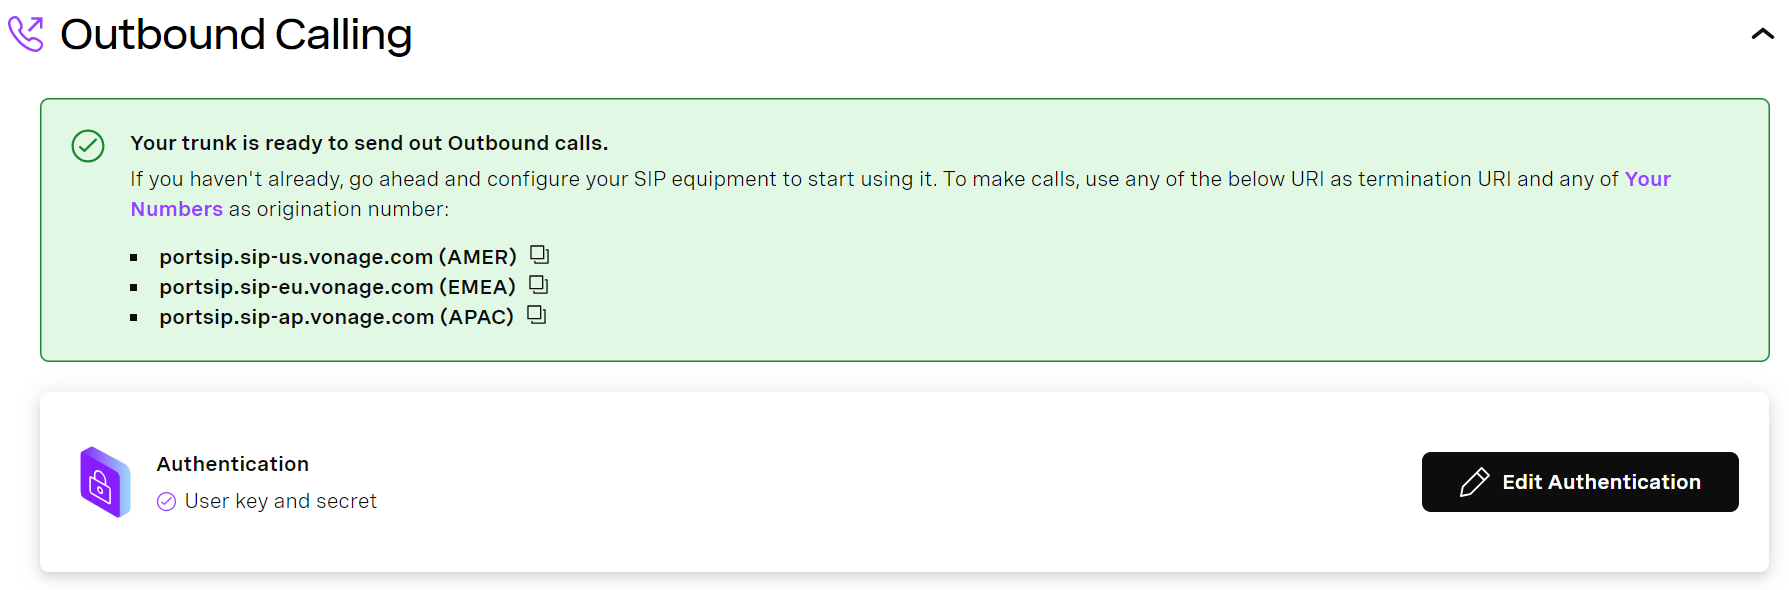 Outbound Calling
Your trunk is ready to send out Outbound calls.
If you haven't already, go ahead and configure your SIP equipment to start using it. To make calls, use any of the below URI as termination URI and any of Your
Numbers as origination number:
portsip.sip-us.vonage.com (AMER)
portsip.sip-eu.vonage.com (EMEA)
portsip.sip-ap.vonage.com (APAC)
Authentication
User key and secret
Edit Authentication